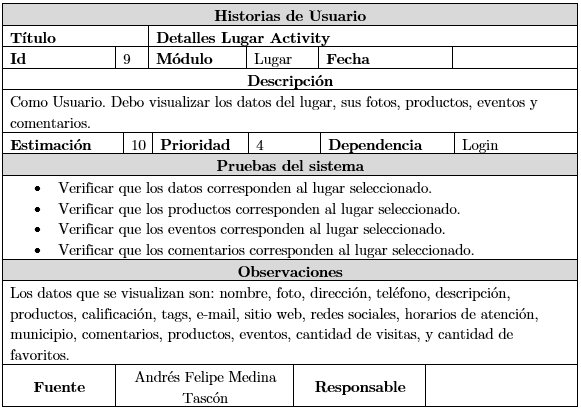 Historias de Usuario
Título Detalles Lugar Activity
Id 9 Módulo Lugar Fecha
Descripción
Como Usuario. Debo visualizar los datos del lugar, sus fotos, productos, eventos y
comentarios.
Estimación 10 Prioridad 4 Dependencia Login
Pruebas del sistema
• Verificar que los datos corresponden al lugar seleccionado.
• Verificar que los productos corresponden al lugar seleccionado.
• Verificar que los eventos corresponden al lugar seleccionado.
• Verificar que los comentarios corresponden al lugar seleccionado.
Observaciones
Los datos que se visualizan son: nombre, foto, dirección, teléfono, descripción,
productos, calificación, tags, e-mail, sitio web, redes sociales, horarios de atención,
municipio, comentarios, productos, eventos, cantidad de visitas, y cantidad de
favoritos.
Fuente Andrés Felipe Medina Responsable
Tascón